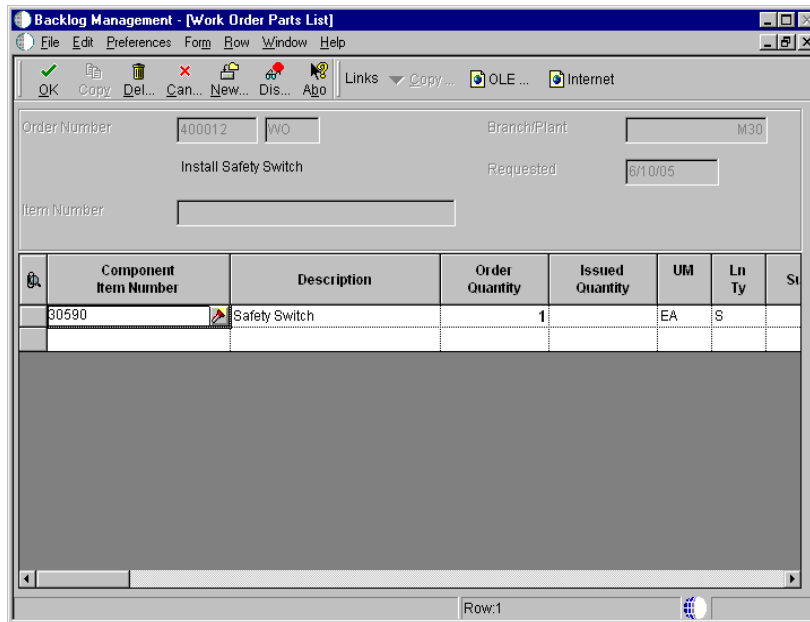 Backlog Management - [Work Order Parts List]
File Edit Preferences Form Row Window Help
OK Copy Del... Can... New... Dis... Abo Links Copy ... OLE ... Internet
Order Number 400012 WO Branch/Plant M30
Install Safety Switch Requested 6/10/05
Item Number
Component Item Number Description Order Quantity Issued Quantity UM Ln Ty
30590 Safety Switch 1 EA S
Row:1